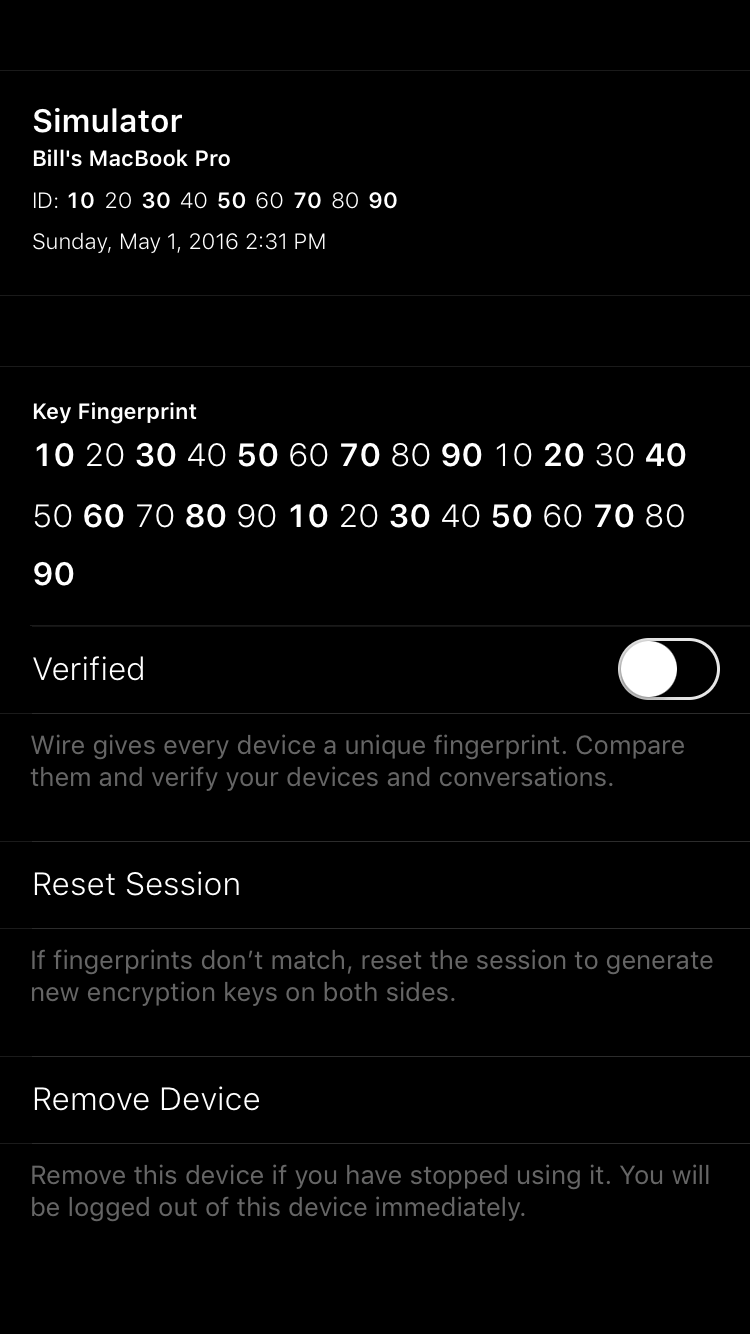 Simulator
Bill's MacBook Pro
ID: 10 20 30 40 50 60 70 80 90
Sunday, May 1, 2016 2:31 PM
Key Fingerprint
10 20 30 40 50 60 70 80 90 10 20 30 40
50 60 70 80 90 10 20 30 40 50 60 70 80
90
Verified
Wire gives every device a unique fingerprint. Compare
them and verify your devices and conversations.
Reset Session
If fingerprints don’t match, reset the session to generate
new encryption keys on both sides.
Remove Device
Remove this device if you have stopped using it. You will
be logged out of this device immediately.